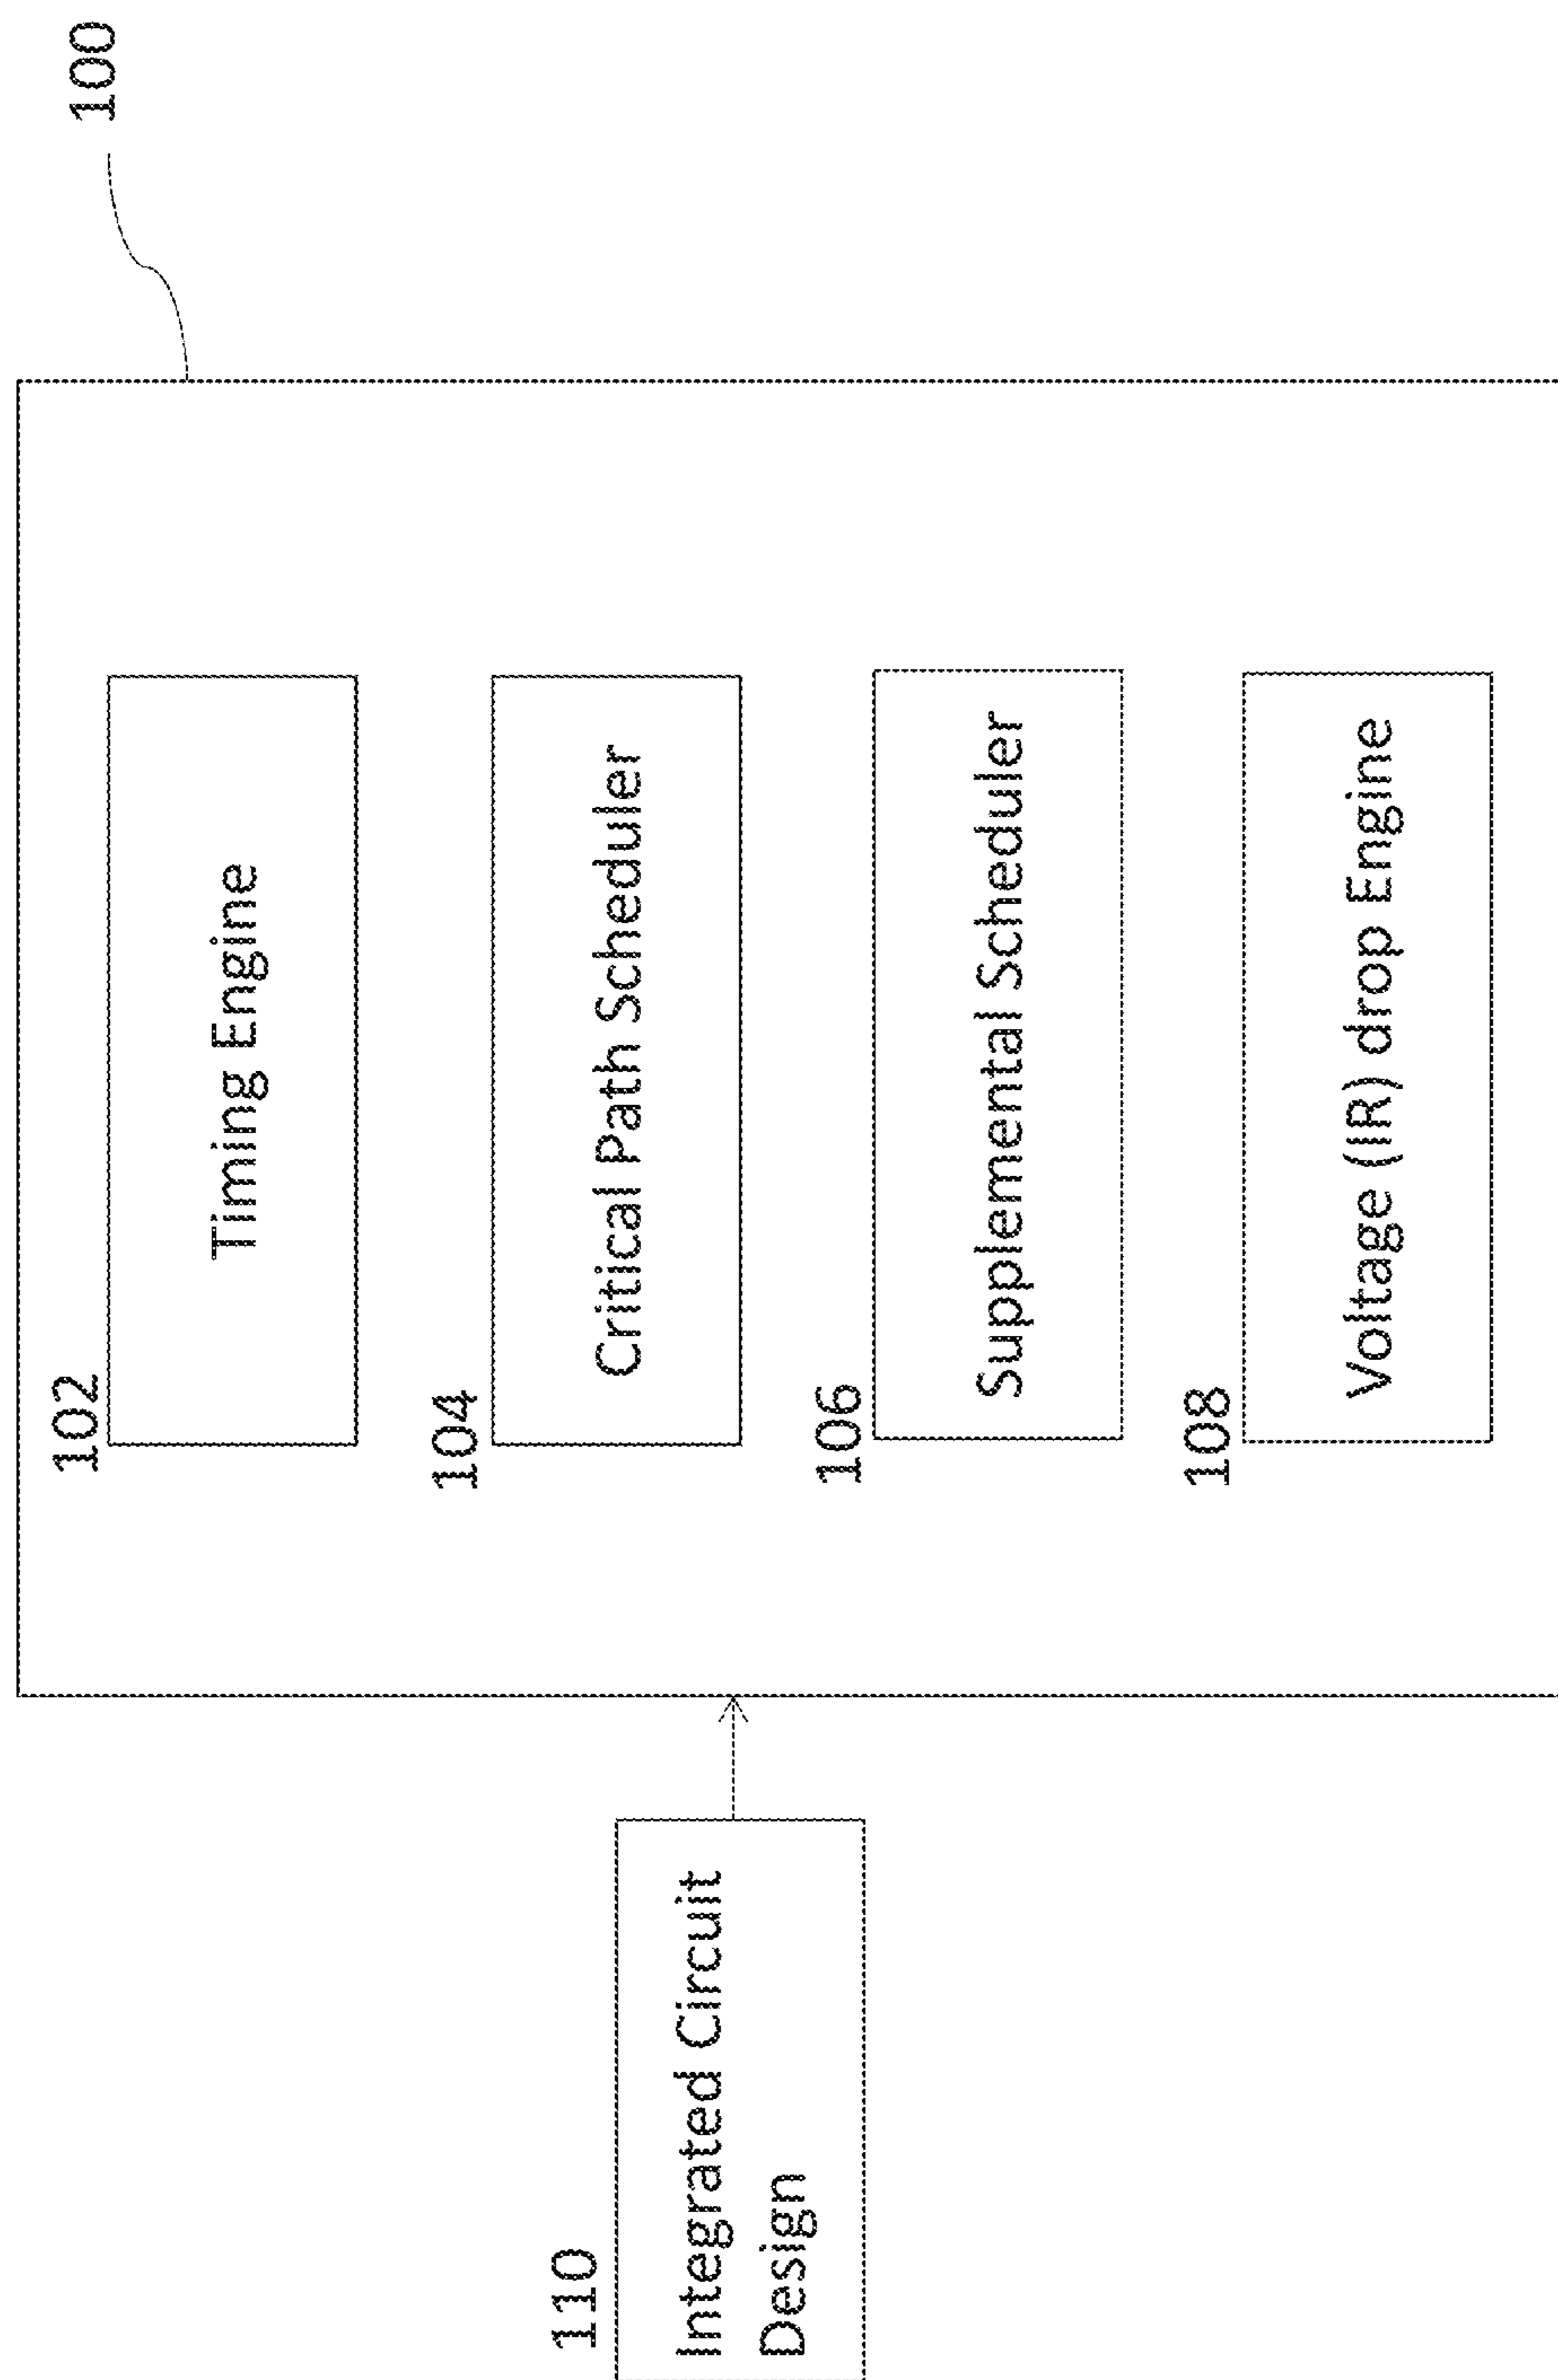 100
102
Timing Engine
104
Critical Path Scheduler
110
Integrated Circuit
Design
106
Supplemental Scheduler
108
Voltage (IR) drop Engine